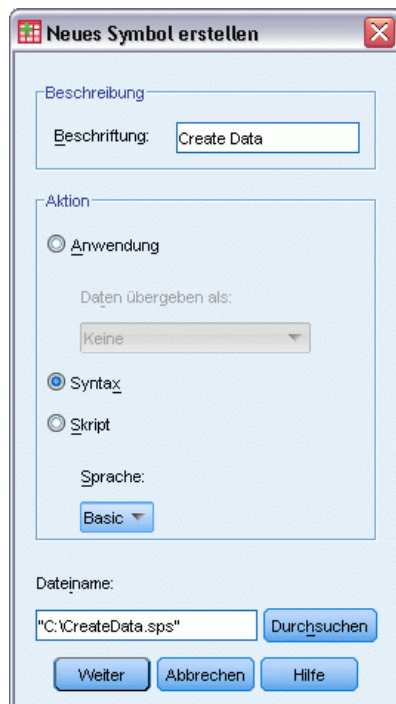 Neues Symbol erstellen
Beschreibung
Beschriftung: Create Data
Aktion
Anwendung
Daten übergeben als:
Keine
Syntax
Skript
Sprache:
Basic
Dateiname:
"C:\CreateData.sps" Durchsuchen
Weiter Abbrechen Hilfe